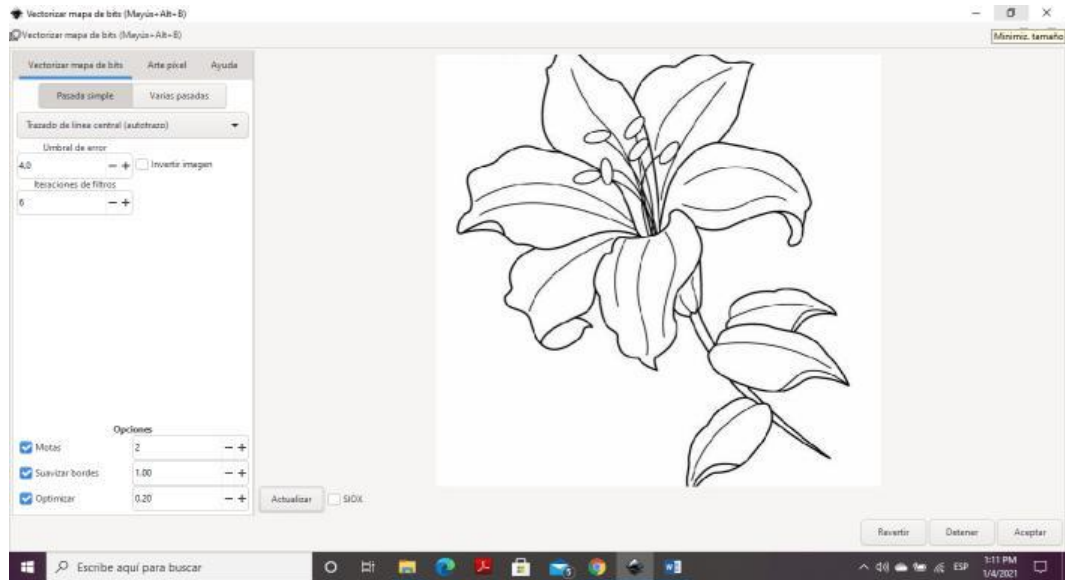 Vectorizar mapa de bits (Mayús+Alt+B)
Vectorizar mapa de bits (Mayús+Alt+B)
Minimiz. tamaño
Vectorizar mapa de bits Arte pixel Ayuda
Pasada simple Varias pasadas
Trazado de línea central (autotrazo)
Umbral de error
4,0 − + Invertir imagen
Iteraciones de filtros
6 − +
Opciones
Motas 2 − +
Suavizar bordes 1.00 − +
Optimizar 0.20 − +
Actualizar SIOX
Revertir Detener Aceptar
Escribe aquí para buscar
ESP
1:11 PM
1/4/2021